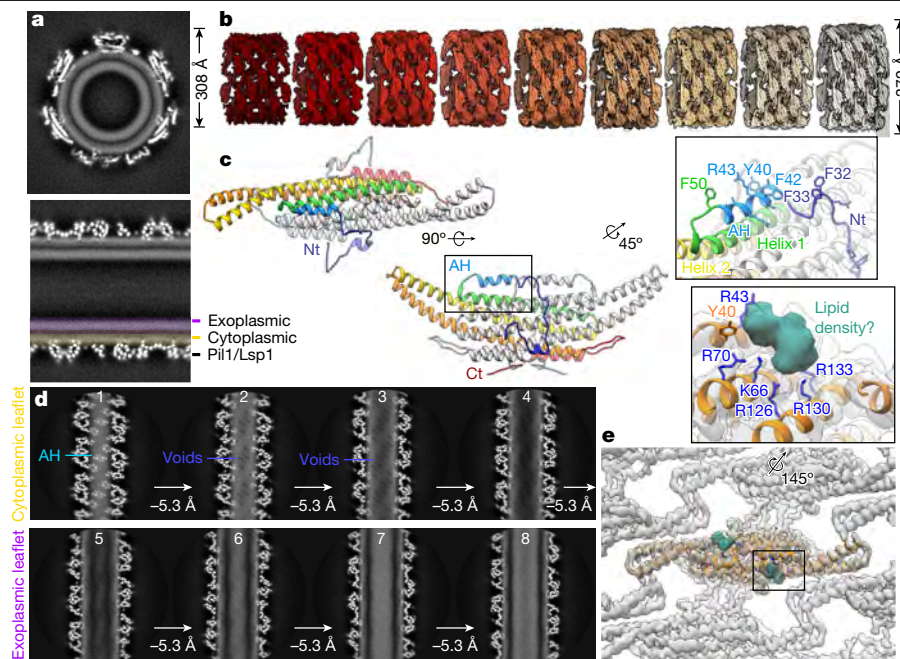 a
308 Å
Exoplasmic
Cytoplasmic
Pil1/Lsp1
b
c
Nt
90º
AH
Ct
45º
R43 Y40
F50
F42
F32
F33
Nt
AH
Helix 1
Helix 2
R43
Y40
Lipid
density?
R70
R133
K66
R126
R130
d
Cytoplasmic leaflet
1
2
3
4
AH
Voids
Voids
–5.3 Å
–5.3 Å
–5.3 Å
–5.3 Å
Exoplasmic leaflet
5
6
7
8
–5.3 Å
–5.3 Å
–5.3 Å
e
145º